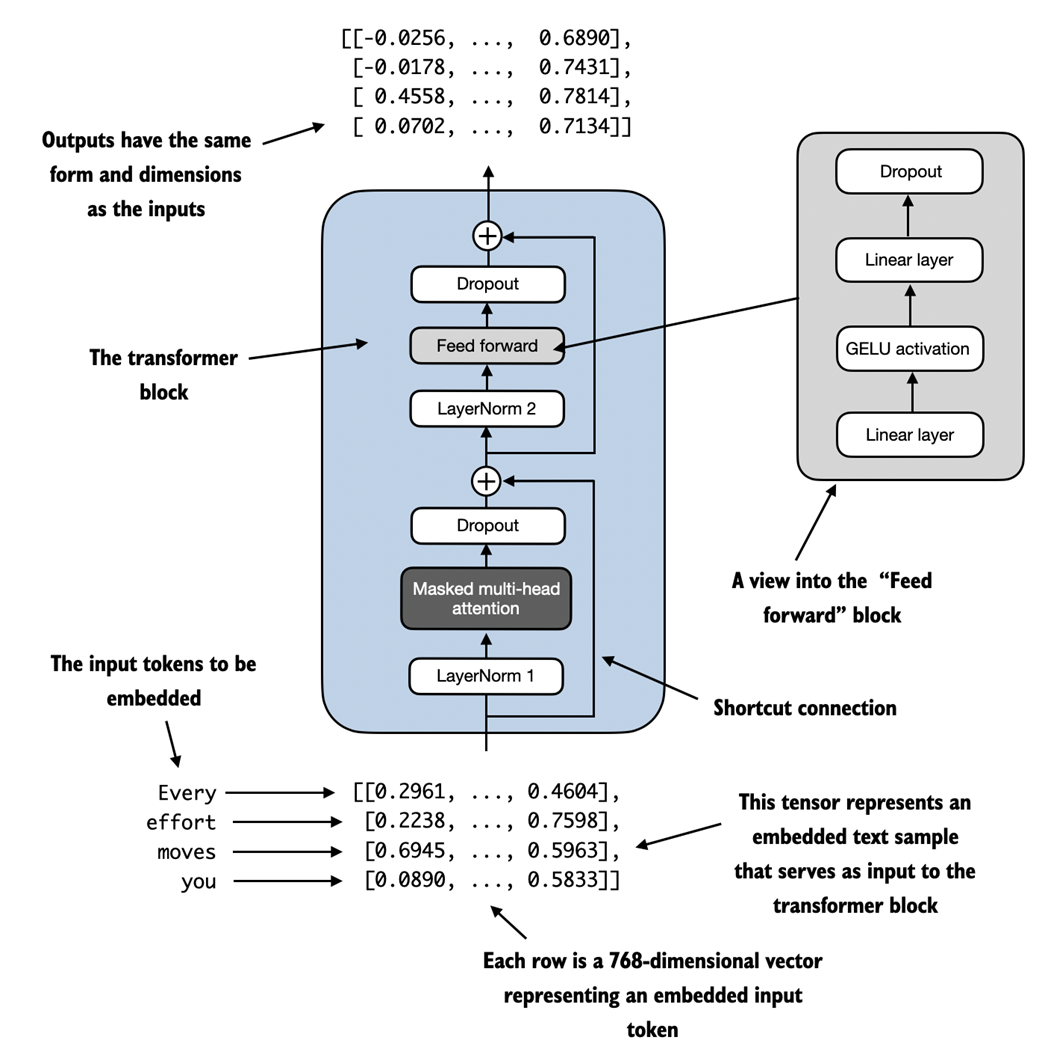 [[-0.0256, ...,  0.6890],
[-0.0178, ...,  0.7431],
[ 0.4558, ...,  0.7814],
[ 0.0702, ...,  0.7134]]
Outputs have the same
form and dimensions
as the inputs
Dropout
Feed forward
LayerNorm 2
Dropout
Masked multi-head
attention
LayerNorm 1
The transformer
block
Dropout
Linear layer
GELU activation
Linear layer
A view into the “Feed
forward” block
Shortcut connection
The input tokens to be
embedded
Every [[0.2961, ..., 0.4604],
effort [0.2238, ..., 0.7598],
moves [0.6945, ..., 0.5963],
you [0.0890, ..., 0.5833]]
This tensor represents an
embedded text sample
that serves as input to the
transformer block
Each row is a 768-dimensional vector
representing an embedded input
token